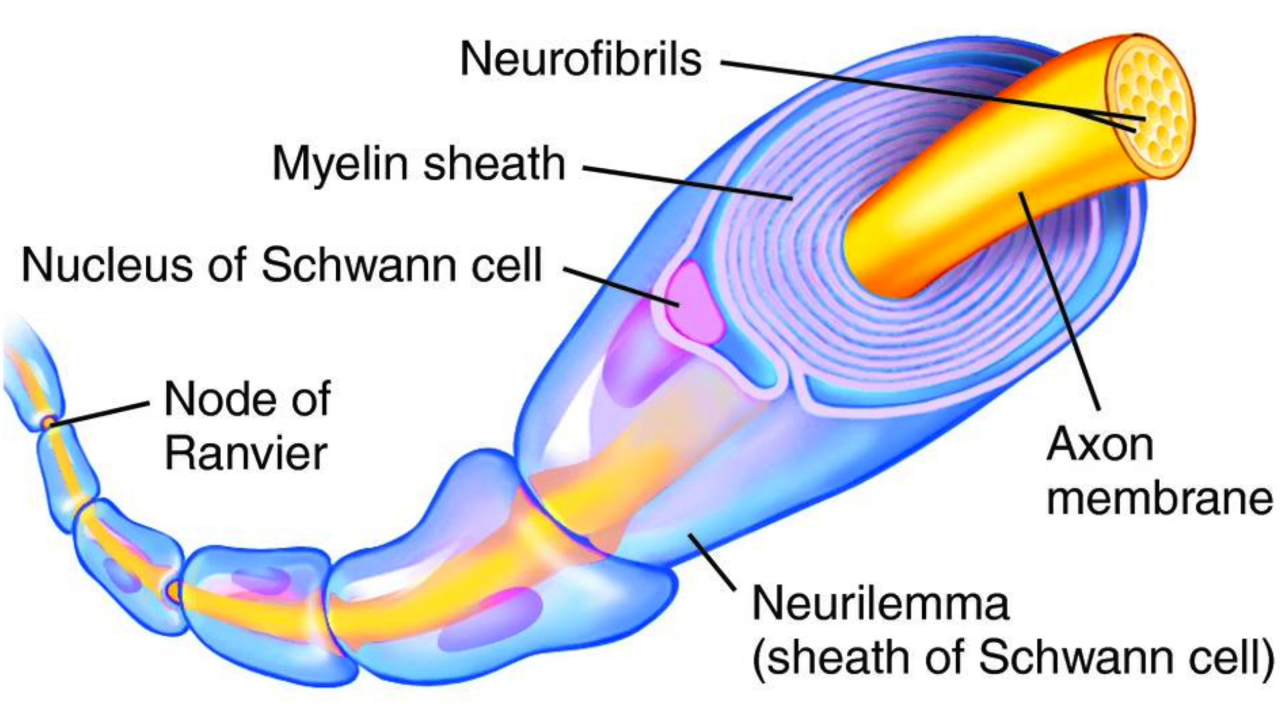 Neurofibrils
Myelin sheath
Nucleus of Schwann cell
Node of
Ranvier
Axon
membrane
Neurilemma
(sheath of Schwann cell)